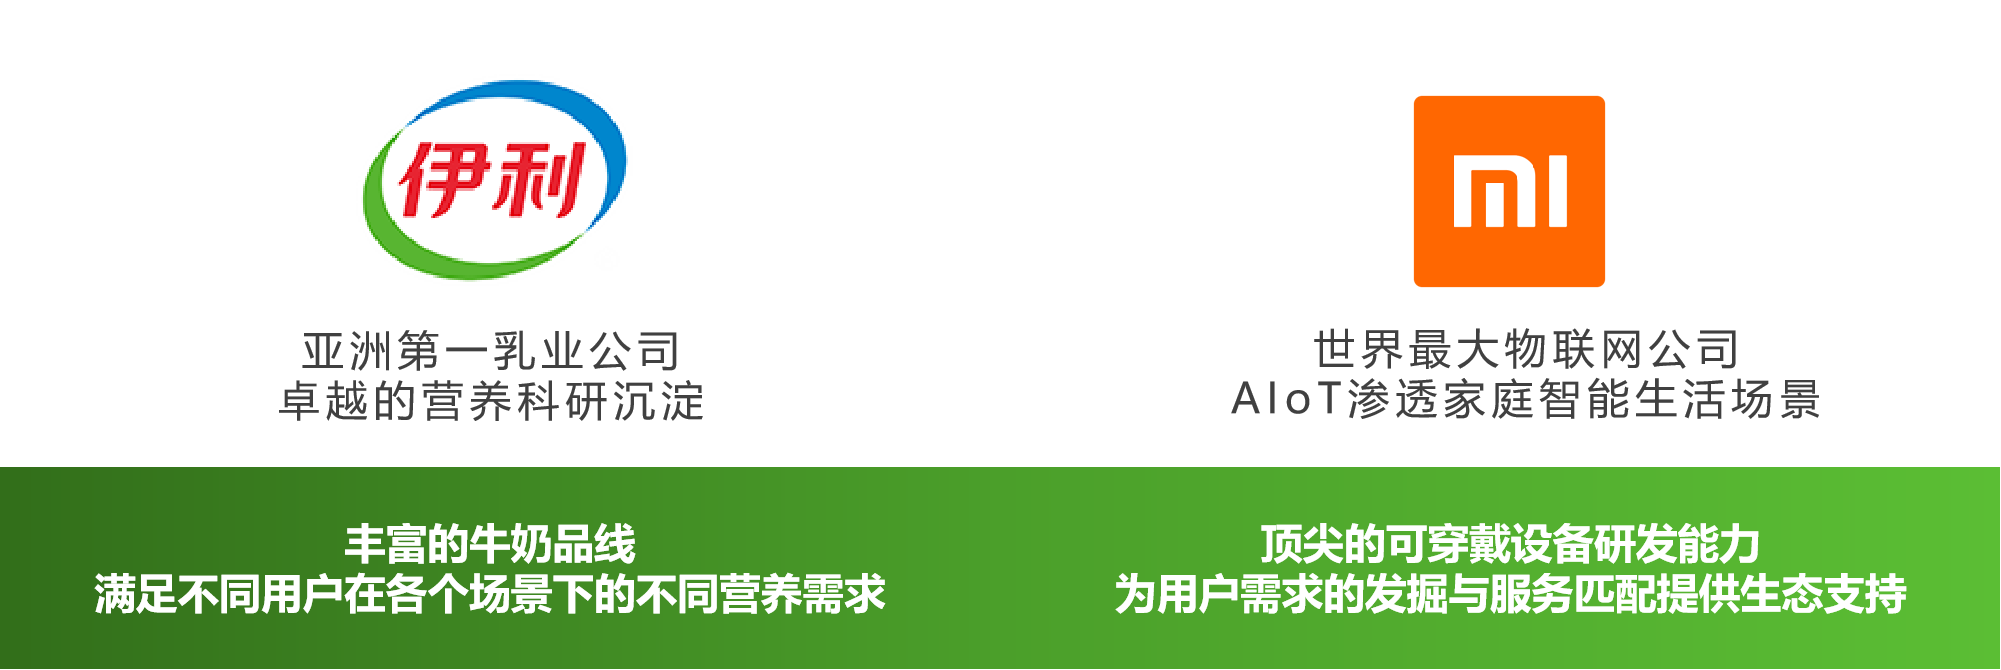 伊利
亚洲第一乳业公司
卓越的营养科研沉淀
丰富的牛奶品线
满足不同用户在各个场景下的不同营养需求
mi
世界最大物联网公司
AIoT渗透家庭智能生活场景
顶尖的可穿戴设备研发能力
为用户需求的发掘与服务匹配提供生态支持